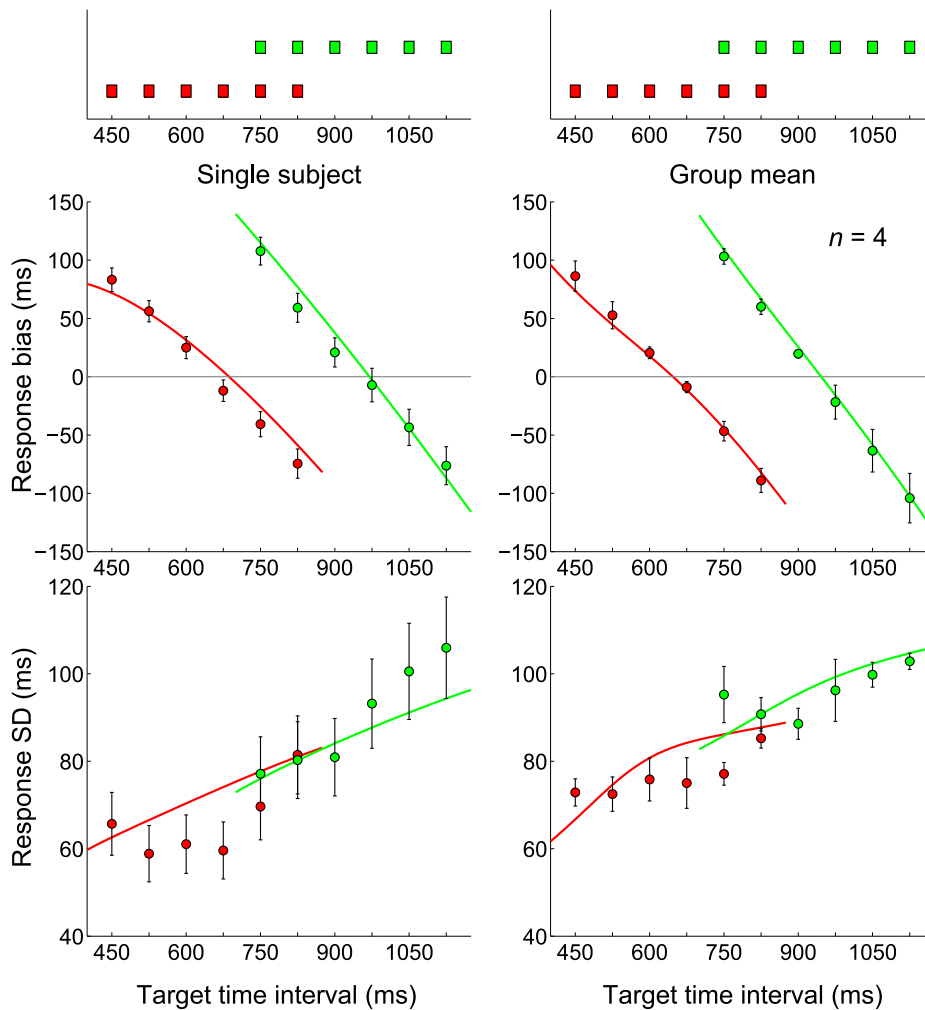 450 600 750 900 1050
450 600 750 900 1050
Single subject
Group mean
Response bias (ms)
150
100
50
0
−50
−100
−150
450 600 750 900 1050
150
100
50
0
−50
−100
−150
n = 4
450 600 750 900 1050
Response SD (ms)
120
100
80
60
40
450 600 750 900 1050
Target time interval (ms)
120
100
80
60
40
450 600 750 900 1050
Target time interval (ms)